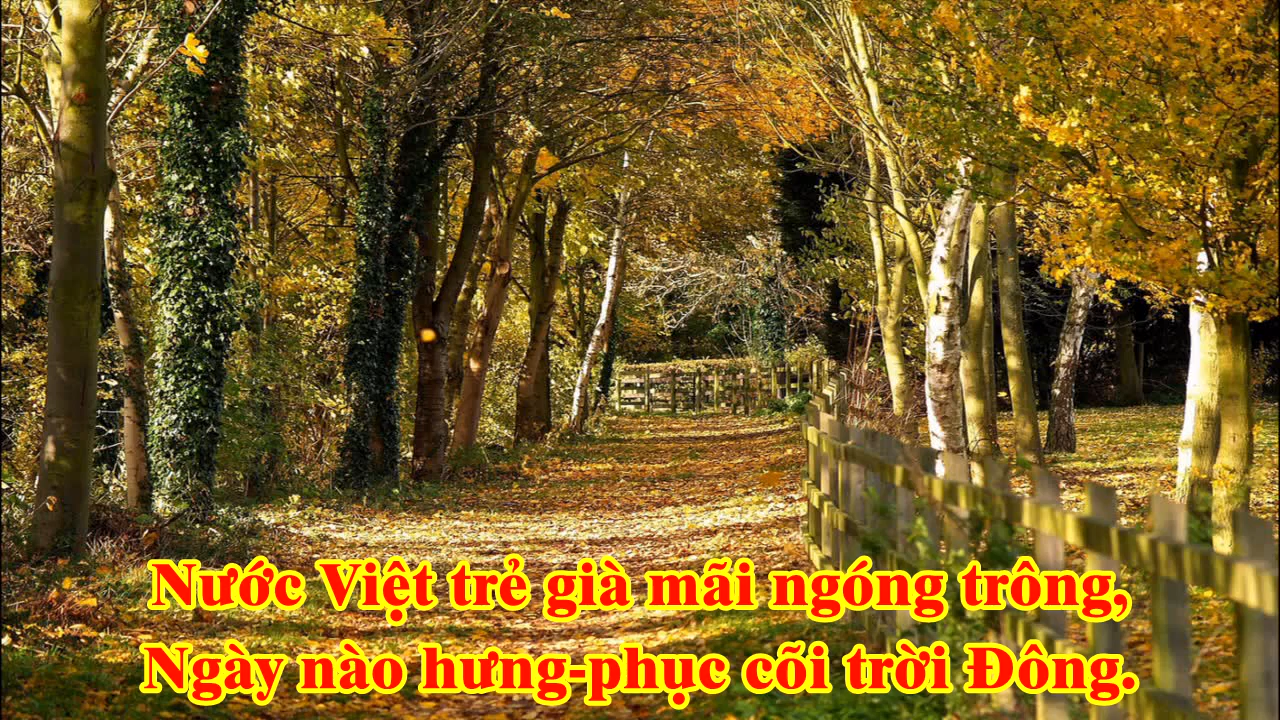 Nước Việt trẻ già mãi ngóng trông,
Ngày nào hưng-phục cõi trời Đông.